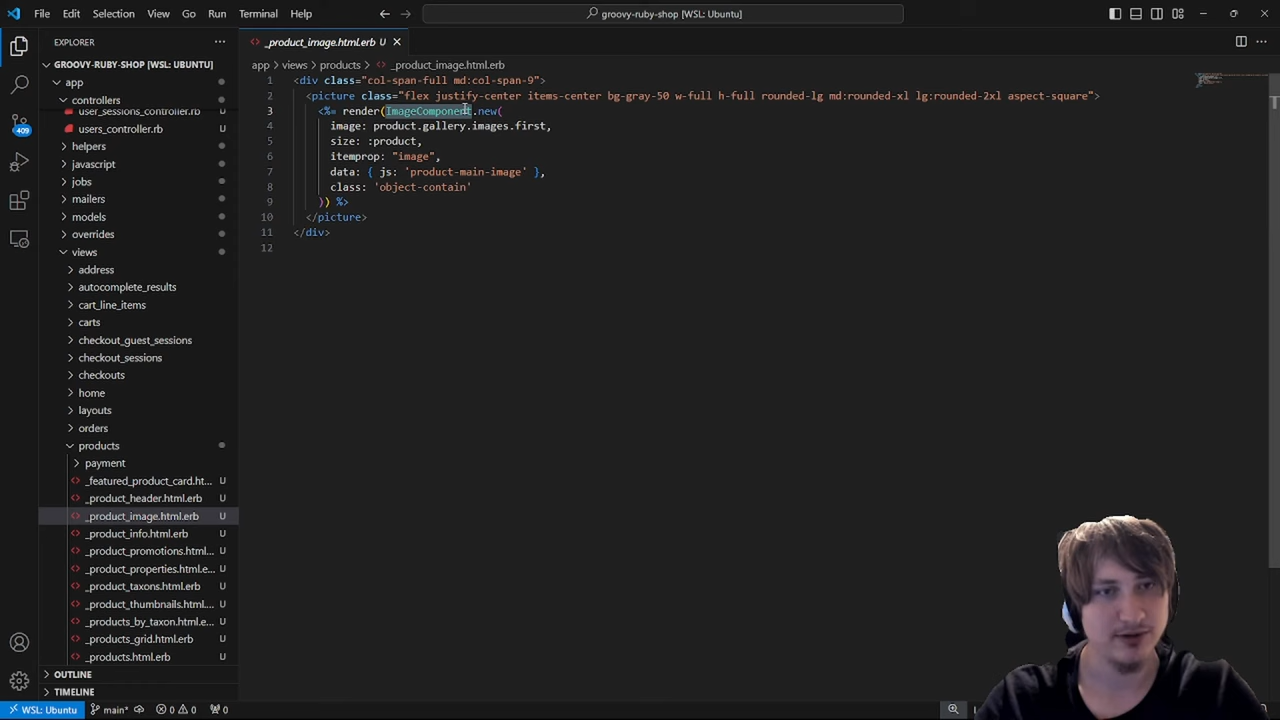 File Edit Selection View Go Run Terminal Help
groovy-ruby-shop [WSL: Ubuntu]
EXPLORER
_product_image.html.erb U
GROOVY-RUBY-SHOP [WSL: UBUNTU]
app > views > products > _product_image.html.erb
app
controllers
user_sessions_controller.rb U
users_controller.rb U
helpers
javascript
jobs
mailers
models
overrides
views
address
autocomplete_results
cart_line_items
carts
checkout_guest_sessions
checkout_sessions
checkouts
home
layouts
orders
products
payment
_featured_product_card.ht... U
_product_header.html.erb U
_product_image.html.erb U
_product_info.html.erb U
_product_promotions.html... U
_product_properties.html.e... U
_product_taxons.html.erb U
_product_thumbnails.html... U
_products_by_taxon.html.e... U
_products_grid.html.erb U
_products.html.erb U
OUTLINE
TIMELINE
409
1 <div class="col-span-full md:col-span-9">
2 <picture class="flex justify-center items-center bg-gray-50 w-full h-full rounded-lg md:rounded-xl lg:rounded-2xl aspect-square">
3 <%= render(ImageComponent.new(
4 image: product.gallery.images.first,
5 size: :product,
6 itemprop: "image",
7 data: { js: 'product-main-image' },
8 class: 'object-contain'
9 )) %>
10 </picture>
11 </div>
12
WSL: Ubuntu main* 0 0 0